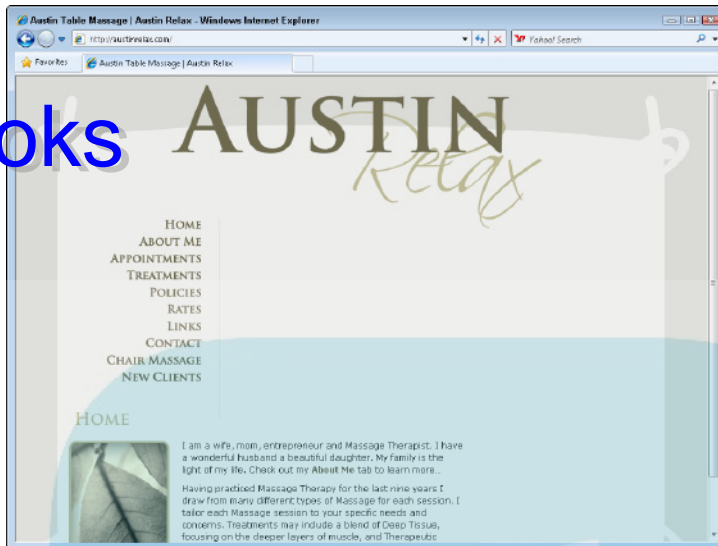 Austin Table Massage | Austin Relax - Windows Internet Explorer
http://austinrelax.com/
Yahoo! Search
Favorites
Austin Table Massage | Austin Relax
oks
AUSTIN
Relax
HOME
ABOUT ME
APPOINTMENTS
TREATMENTS
POLICIES
RATES
LINKS
CONTACT
CHAIR MASSAGE
NEW CLIENTS
HOME
I am a wife, mom, entrepreneur and Massage Therapist. I have
a wonderful husband a beautiful daughter. My family is the
light of my life. Check out my About Me tab to learn more...
Having practiced Massage Therapy for the last nine years I
draw from many different types of Massage for each session. I
tailor each Massage session to your specific needs and
concerns. Treatments may include a blend of Deep Tissue,
focusing on the deeper layers of muscle, and Therapeutic